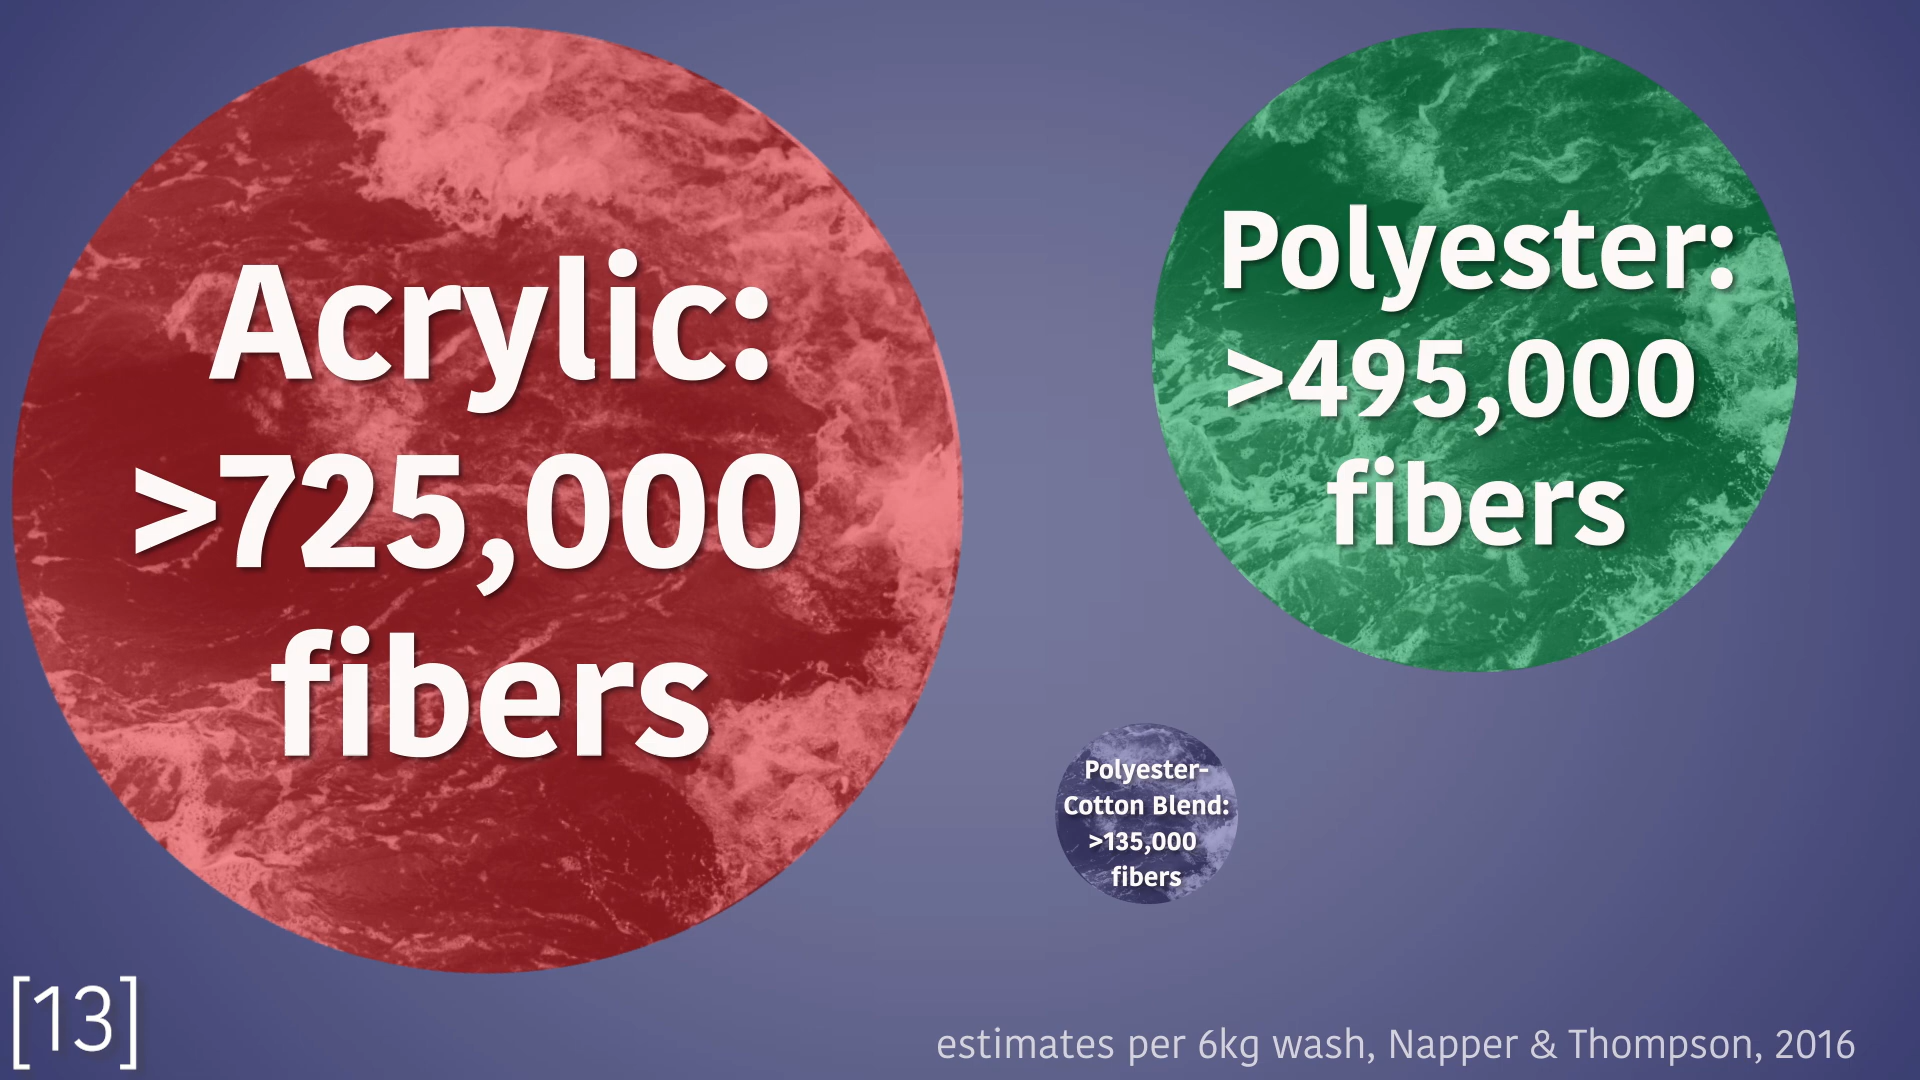 Acrylic:
>725,000
fibers
Polyester:
>495,000
fibers
Polyester-
Cotton Blend:
>135,000
fibers
[13]
estimates per 6kg wash, Napper & Thompson, 2016